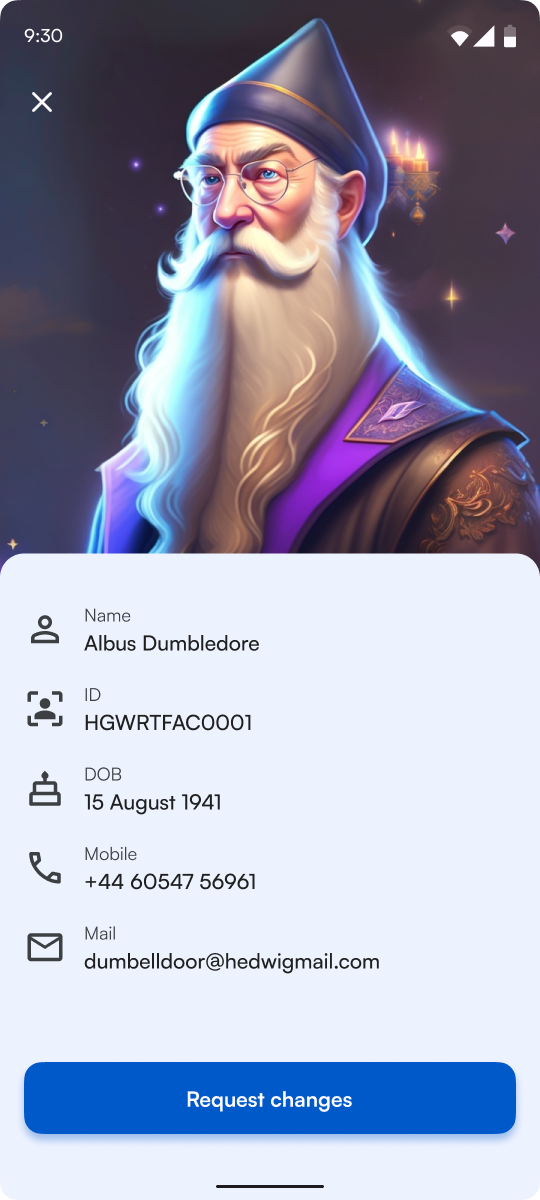 9:30
Name
Albus Dumbledore
ID
HGWRTFAC0001
DOB
15 August 1941
Mobile
+44 60547 56961
Mail
dumbelldoor@hedwigmail.com
Request changes